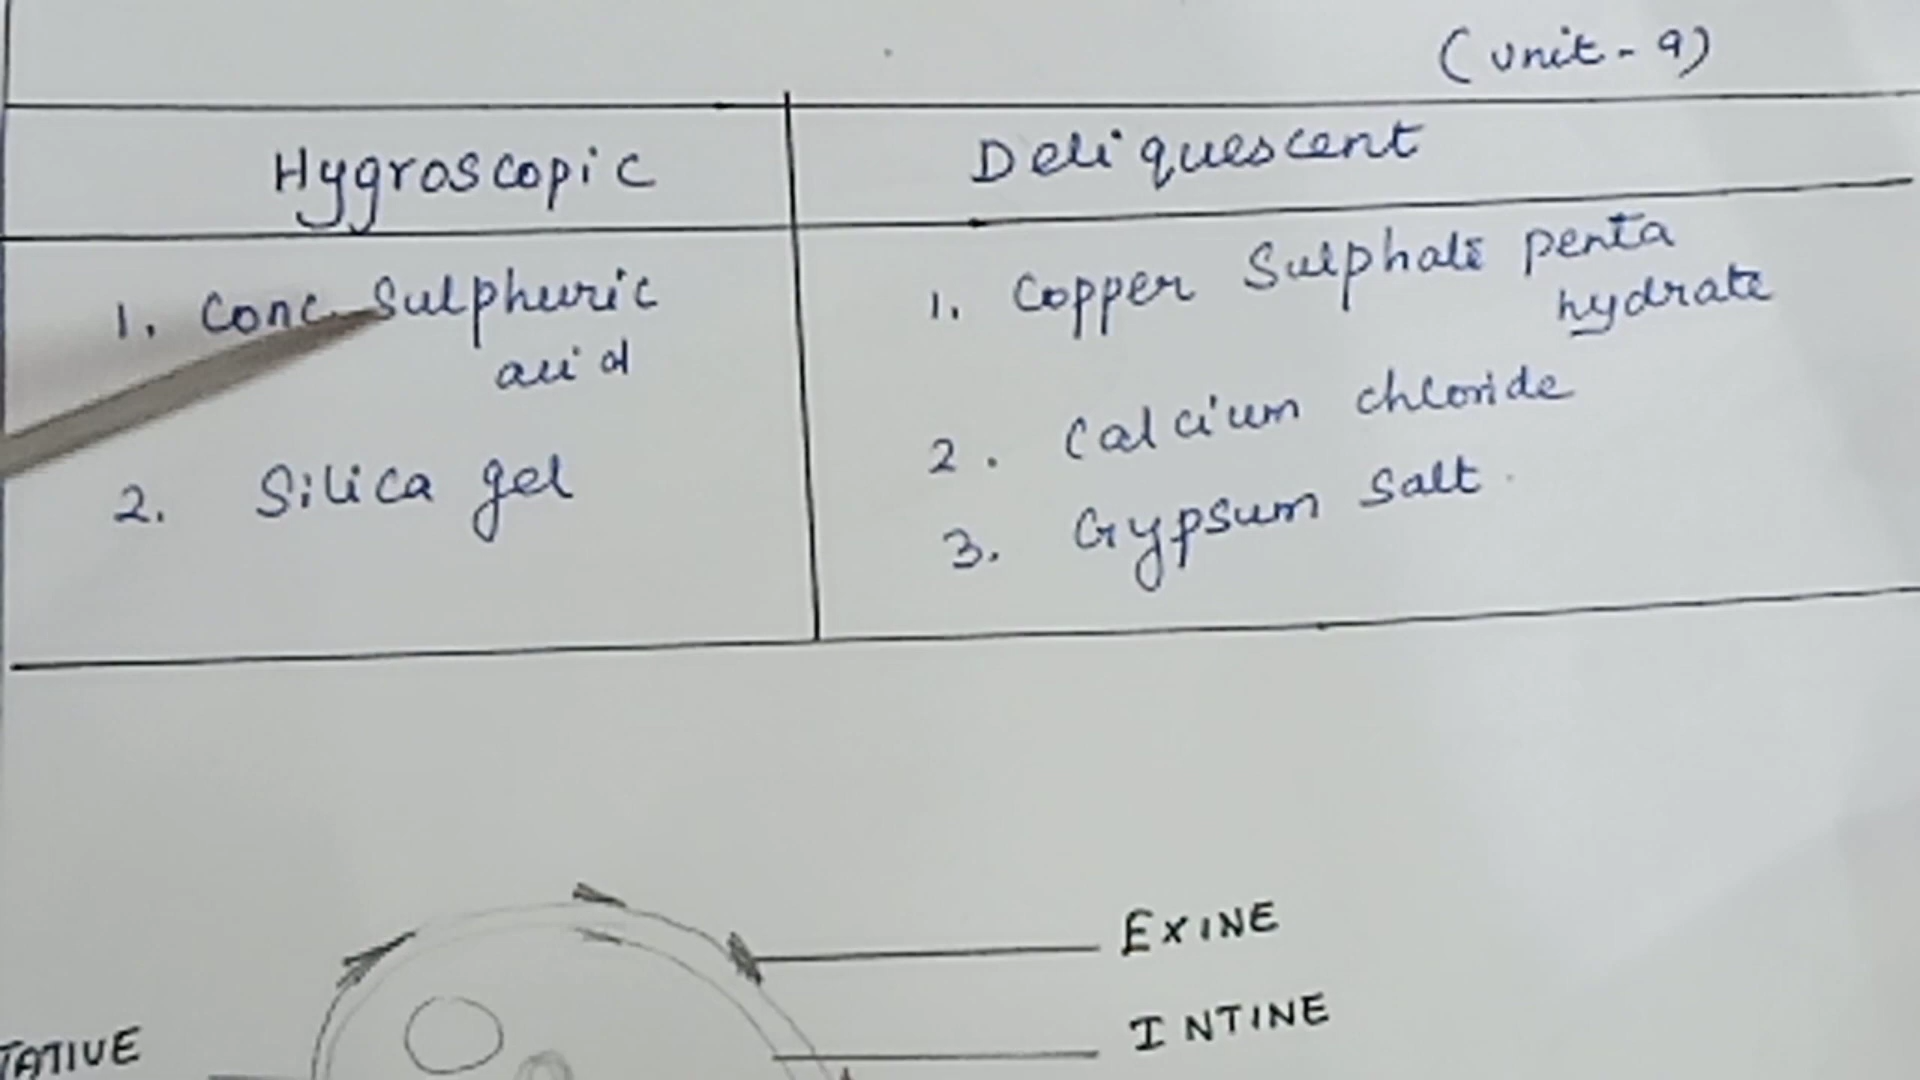 (unit - 9)
Hygroscopic
Deliquescent
1. Conc. Sulphuric
acid
2. Silica gel
1. Copper Sulphate penta
hydrate
2. Calcium chloride
3. Gypsum Salt.
EXINE
INTINE
TATIVE